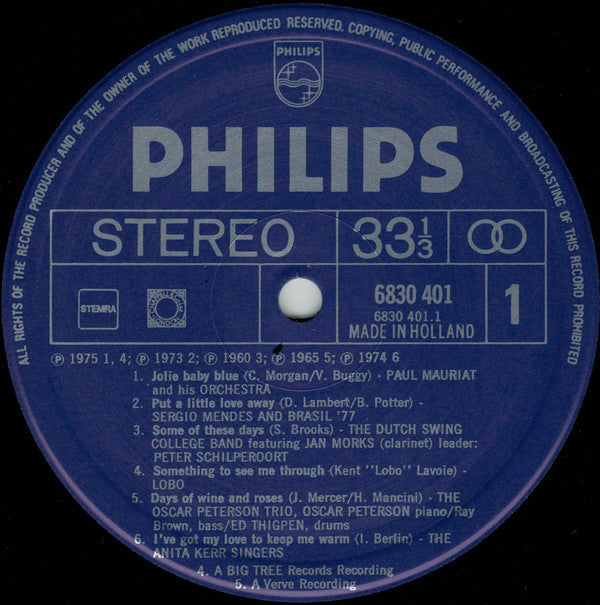 ALL RIGHTS OF THE RECORD PRODUCER AND OF THE OWNER OF THE WORK REPRODUCED RESERVED. COPYING, PUBLIC PERFORMANCE AND BROADCASTING OF THIS RECORD PROHIBITED
PHILIPS
PHILIPS
STEREO 33 1/3
STEMRA
6830 401
6830 401.1
MADE IN HOLLAND
1
Ⓟ 1975 1, 4; Ⓟ 1973 2; Ⓟ 1960 3; Ⓟ 1965 5; Ⓟ 1974 6
1. Jolie baby blue (C. Morgan/V. Buggy) - PAUL MAURIAT
and his ORCHESTRA
2. Put a little love away (D. Lambert/B. Potter) -
SERGIO MENDES AND BRASIL '77
3. Some of these days (S. Brooks) - THE DUTCH SWING
COLLEGE BAND featuring JAN MORKS (clarinet) leader:
PETER SCHILPEROORT
4. Something to see me through (Kent "Lobo" Lavoie) -
LOBO
5. Days of wine and roses (J. Mercer/H. Mancini) - THE
OSCAR PETERSON TRIO, OSCAR PETERSON piano/Ray
Brown, bass/ED THIGPEN, drums
6. I've got my love to keep me warm (I. Berlin) - THE
ANITA KERR SINGERS
4. A BIG TREE Records Recording
5. A Verve Recording